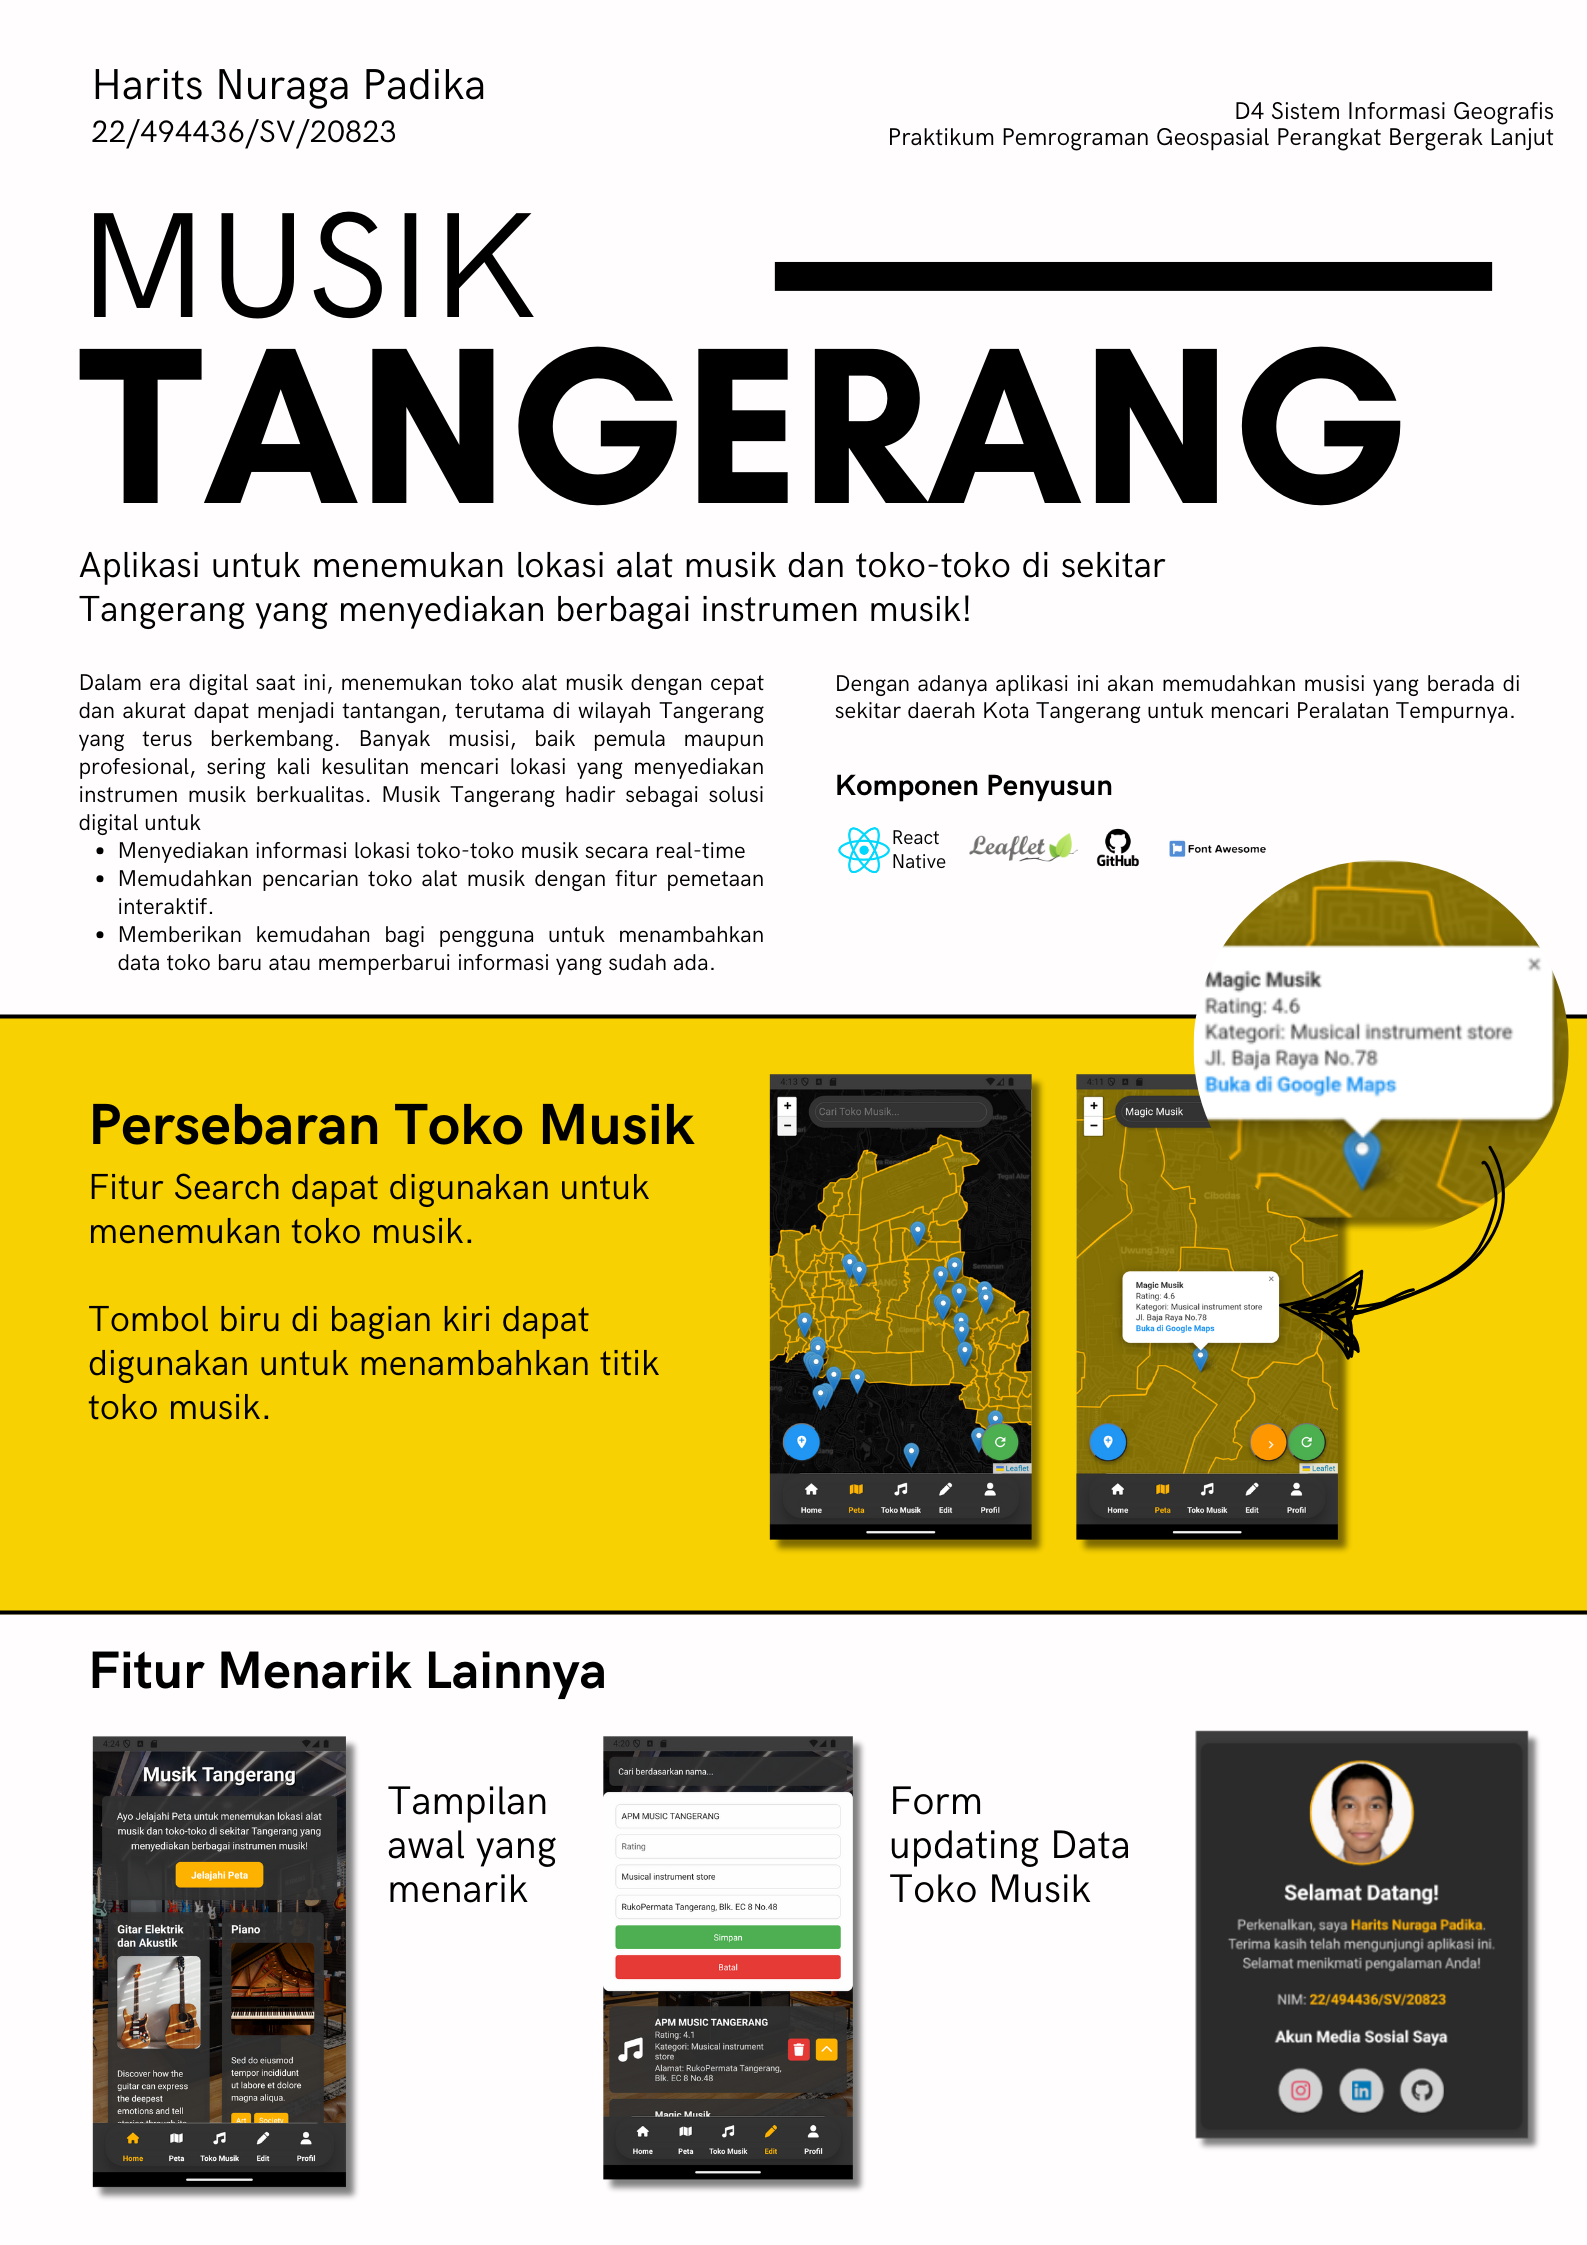 Harits Nuraga Padika
22/494436/SV/20823
D4 Sistem Informasi Geografis
Praktikum Pemrograman Geospasial Perangkat Bergerak Lanjut
MUSIK
TANGERANG
Aplikasi untuk menemukan lokasi alat musik dan toko-toko di sekitar
Tangerang yang menyediakan berbagai instrumen musik!
Dalam era digital saat ini, menemukan toko alat musik dengan cepat
dan akurat dapat menjadi tantangan, terutama di wilayah Tangerang
yang terus berkembang. Banyak musisi, baik pemula maupun
profesional, sering kali kesulitan mencari lokasi yang menyediakan
instrumen musik berkualitas. Musik Tangerang hadir sebagai solusi
digital untuk
• Menyediakan informasi lokasi toko-toko musik secara real-time
• Memudahkan pencarian toko alat musik dengan fitur pemetaan
interaktif.
• Memberikan kemudahan bagi pengguna untuk menambahkan
data toko baru atau memperbarui informasi yang sudah ada.
Dengan adanya aplikasi ini akan memudahkan musisi yang berada di
sekitar daerah Kota Tangerang untuk mencari Peralatan Tempurnya.
Komponen Penyusun
React
Native
Leaflet
GitHub
Font Awesome
Magic Musik
Rating: 4.6
Kategori: Musical instrument store
Jl. Baja Raya No.78
Buka di Google Maps
Persebaran Toko Musik
Fitur Search dapat digunakan untuk
menemukan toko musik.
Tombol biru di bagian kiri dapat
digunakan untuk menambahkan titik
toko musik.
4:13
+
−
Cari Toko Musik...
Tegal Alur
Semanan
Leaflet
Home
Peta
Toko Musik
Edit
Profil
4:11
+
−
Magic Musik
Cibodas
Uwung Jaya
Magic Musik
Rating: 4.6
Kategori: Musical instrument store
Jl. Baja Raya No.78
Buka di Google Maps
Leaflet
Home
Peta
Toko Musik
Edit
Profil
Fitur Menarik Lainnya
4:24
Musik Tangerang
Ayo Jelajahi Peta untuk menemukan lokasi alat
musik dan toko-toko di sekitar Tangerang yang
menyediakan berbagai instrumen musik!
Jelajahi Peta
Gitar Elektrik
dan Akustik
Discover how the
guitar can express
the deepest
emotions and tell
Piano
Sed do eiusmod
tempor incididunt
ut labore et dolore
magna aliqua.
Art
Society
Home
Peta
Toko Musik
Edit
Profil
Tampilan
awal yang
menarik
4:20
Cari berdasarkan nama...
APM MUSIC TANGERANG
Rating
Musical instrument store
RukoPermata Tangerang, Blk. EC 8 No.48
Simpan
Batal
APM MUSIC TANGERANG
Rating: 4.1
Kategori: Musical instrument
store
Alamat: RukoPermata Tangerang,
Blk. EC 8 No.48
Magic Musik
Home
Peta
Toko Musik
Edit
Profil
Form
updating Data
Toko Musik
Selamat Datang!
Perkenalkan, saya Harits Nuraga Padika.
Terima kasih telah mengunjungi aplikasi ini.
Selamat menikmati pengalaman Anda!
NIM: 22/494436/SV/20823
Akun Media Sosial Saya